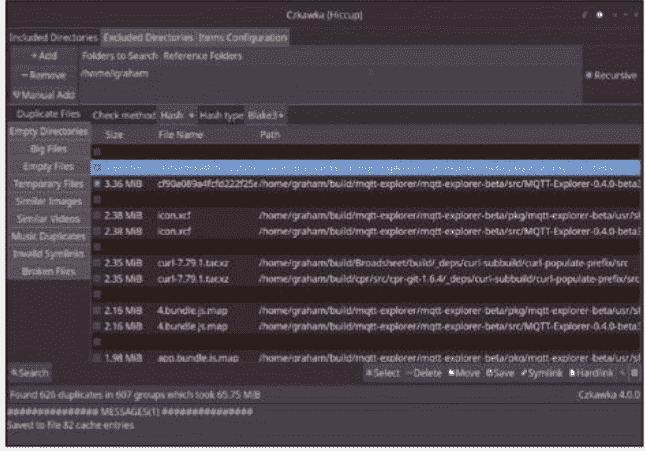 Czkawka (Hiccup)
Included Directories Excluded Directories Items Configuration
+ Add Folders to Search Reference Folders
- Remove /home/graham Recursive
Manual Add
Duplicate Files Check method Hash Hash type Blake3
Empty Directories Size File Name Path
Big Files
Empty Files
Temporary Files 3.36 MiB /home/graham/build/mqtt-explorer/mqtt-explorer-beta/src/MQTT-Explorer-0.4.0-beta
Similar Images
Similar Videos 2.38 MiB icon.xcf /home/graham/build/mqtt-explorer/mqtt-explorer-beta/pkg/mqtt-explorer-beta/usr/s
Music Duplicates 2.38 MiB icon.xcf /home/graham/build/mqtt-explorer/mqtt-explorer-beta/src/MQTT-Explorer-0.4.0-beta
Invalid Symlinks
Broken Files 2.35 MiB curl-7.79.1.tar.xz /home/graham/build/Broadsheet/build/_deps/curl-subbuild/curl-populate-prefix/src
2.35 MiB curl-7.79.1.tar.xz /home/graham/build/cpr/src/cpr-git-1.6.4/_deps/curl-subbuild/curl-populate-prefix/src
2.16 MiB 4.bundle.js.map /home/graham/build/mqtt-explorer/mqtt-explorer-beta/pkg/mqtt-explorer-beta/usr/s
2.16 MiB 4.bundle.js.map /home/graham/build/mqtt-explorer/mqtt-explorer-beta/src/MQTT-Explorer-0.4.0-beta
1.98 MiB app.bundle.js.map /home/graham/build/mqtt-explorer/mqtt-explorer-beta/pkg/mqtt-explorer-beta/usr/s
Search Select Delete Move Save Symlink Hardlink
Found 626 duplicates in 607 groups which took 65.75 MiB Czkawka 4.0.0
############### MESSAGES(1) ###############
Saved to file 82 cache entries